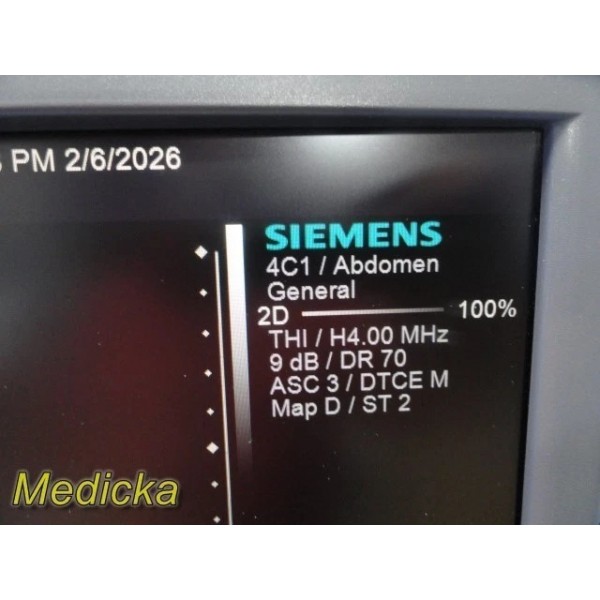 PM 2/6/2026
SIEMENS
4C1 / Abdomen
General
2D 100%
THI / H4.00 MHz
9 dB / DR 70
ASC 3 / DTCE M
Map D / ST 2
Medicka